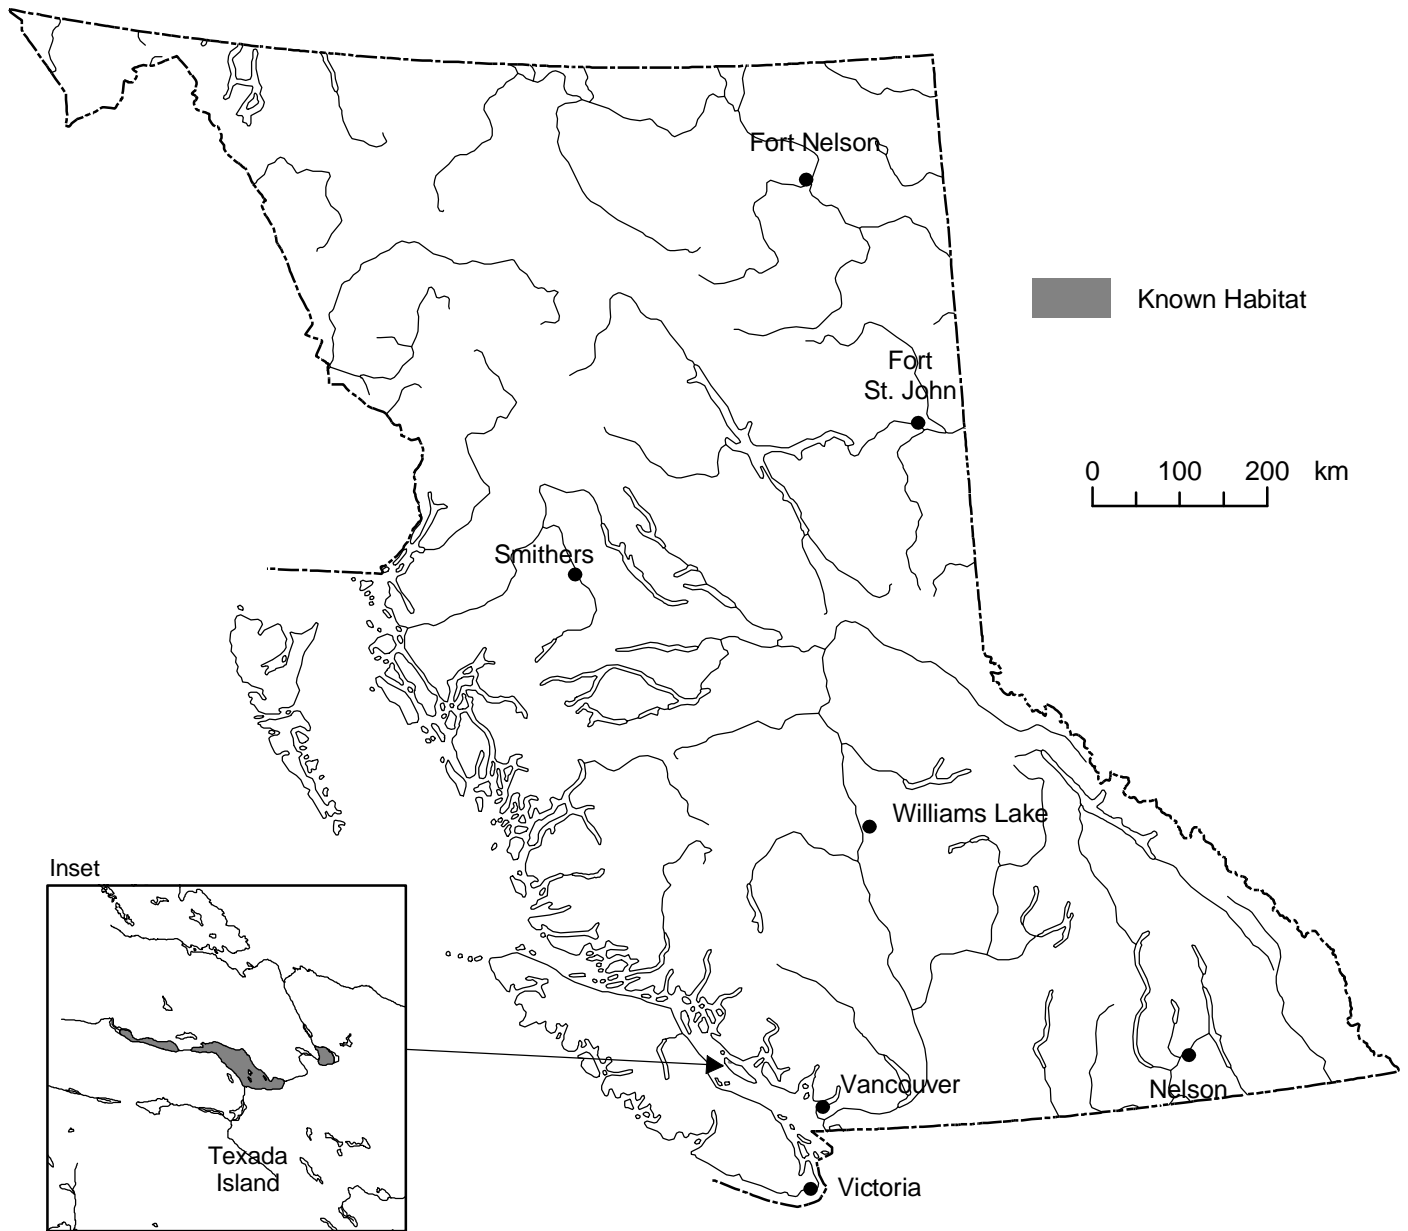 Fort Nelson
Known Habitat
Fort
St. John
0 100 200 km
Smithers
Williams Lake
Inset
Vancouver
Nelson
Texada
Island
Victoria